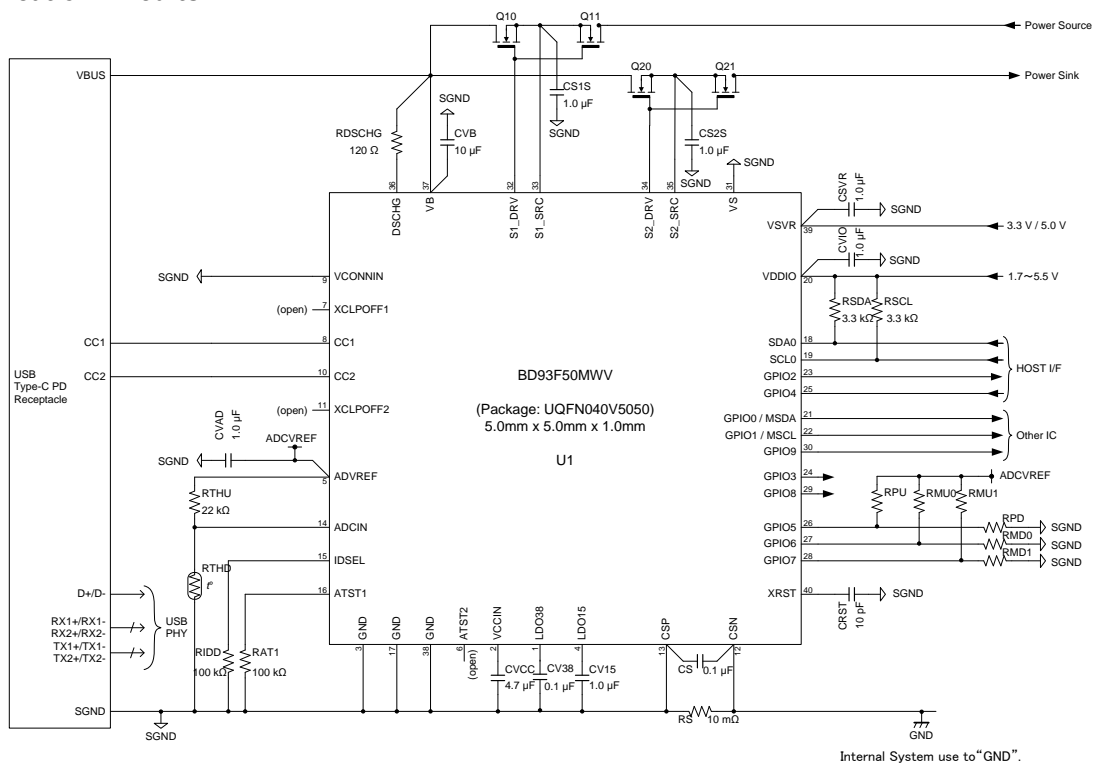 Q10
Q11
Power Source
VBUS
Q20
Q21
Power Sink
CS1S
1.0 µF
SGND
SGND
RDSCHG
120 Ω
CVB
10 µF
CS2S
1.0 µF
SGND
SGND
36
37
32
33
34
35
31
DSCHG
VB
S1_DRV
S1_SRC
S2_DRV
S2_SRC
VS
CSVR
1.0 µF
SGND
VSVR
39
3.3 V / 5.0 V
CVIO
1.0 µF
SGND
VDDIO
20
1.7～5.5 V
SGND
9
VCONNIN
(open)
7
XCLPOFF1
RSDA
3.3 kΩ
RSCL
3.3 kΩ
CC1
8
CC1
SDA0
18
SCL0
19
HOST I/F
CC2
10
CC2
GPIO2
23
GPIO4
25
USB
Type-C PD
Receptacle
BD93F50MWV
(Package: UQFN040V5050)
5.0mm x 5.0mm x 1.0mm
U1
(open)
11
XCLPOFF2
GPIO0 / MSDA
21
GPIO1 / MSCL
22
Other IC
GPIO9
30
CVAD
1.0 µF
ADCVREF
SGND
5
ADVREF
GPIO3
24
GPIO8
29
ADCVREF
RPU
RMU0
RMU1
RTHU
22 kΩ
14
ADCIN
GPIO5
26
RPD
SGND
GPIO6
27
RMD0
SGND
GPIO7
28
RMD1
SGND
15
IDSEL
RTHD
t°
16
ATST1
XRST
40
CRST
10 pF
SGND
D+/D-
RX1+/RX1-
RX2+/RX2-
TX1+/TX1-
TX2+/TX2-
USB
PHY
GND
GND
GND
ATST2
VCCIN
LDO38
LDO15
CSP
CSN
3
17
38
6
2
1
4
13
12
(open)
RIDD
100 kΩ
RAT1
100 kΩ
CVCC
4.7 µF
CV38
0.1 µF
CV15
1.0 µF
CS
0.1 µF
SGND
SGND
RS
10 mΩ
GND
Internal System use to“GND”.